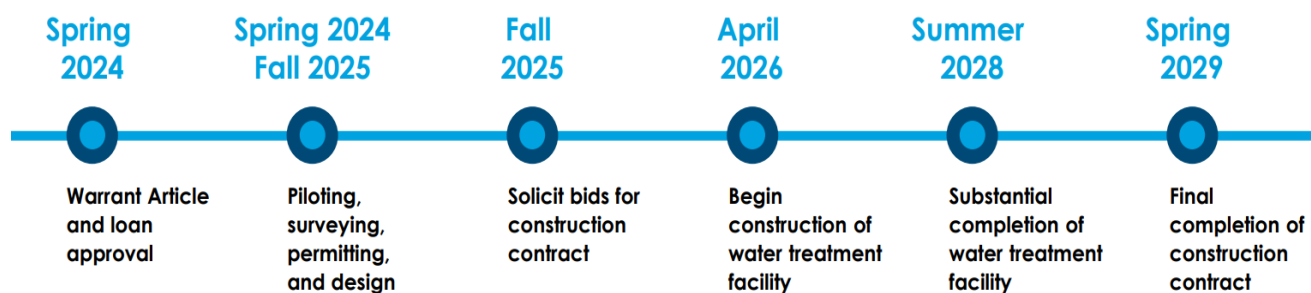 Spring
2024
Spring 2024
Fall 2025
Fall
2025
April
2026
Summer
2028
Spring
2029
Warrant Article
and loan
approval
Piloting,
surveying,
permitting,
and design
Solicit bids for
construction
contract
Begin
construction of
water treatment
facility
Substantial
completion of
water treatment
facility
Final
completion of
construction
contract